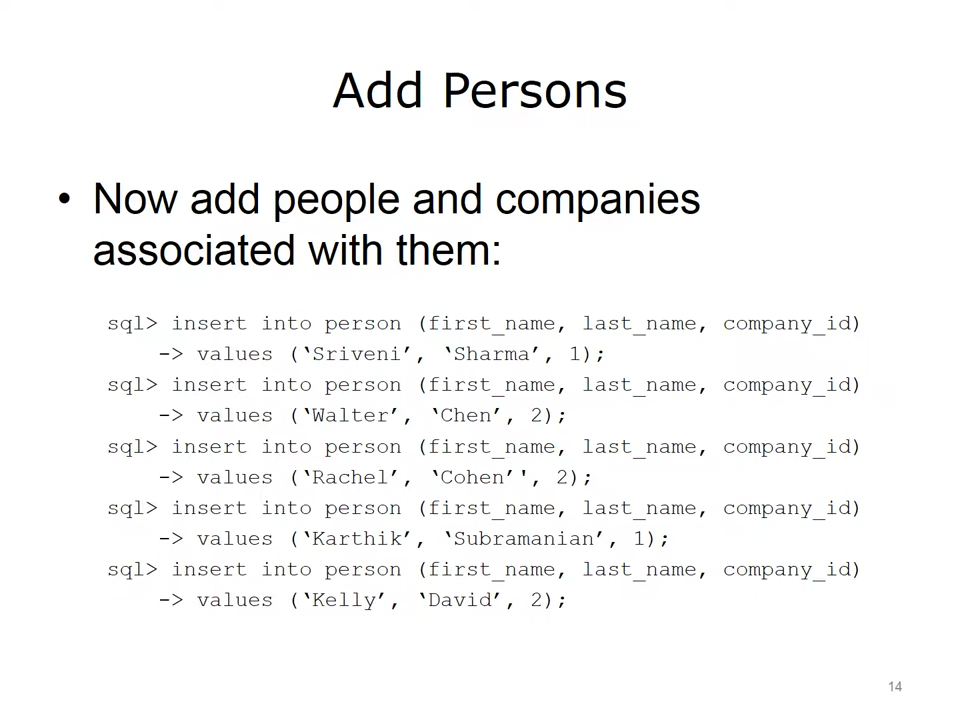 Add Persons
• Now add people and companies
associated with them:
sql> insert into person (first_name, last_name, company_id)
-> values (‘Sriveni’, ‘Sharma’, 1);
sql> insert into person (first_name, last_name, company_id)
-> values (‘Walter’, ‘Chen’, 2);
sql> insert into person (first_name, last_name, company_id)
-> values (‘Rachel’, ‘Cohen’', 2);
sql> insert into person (first_name, last_name, company_id)
-> values (‘Karthik’, ‘Subramanian’, 1);
sql> insert into person (first_name, last_name, company_id)
-> values (‘Kelly’, ‘David’, 2);
14